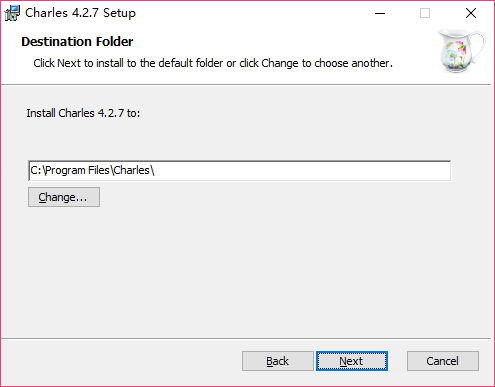 Charles 4.2.7 Setup
Destination Folder
Click Next to install to the default folder or click Change to choose another.
Install Charles 4.2.7 to:
C:\Program Files\Charles\
Change...
Back Next Cancel